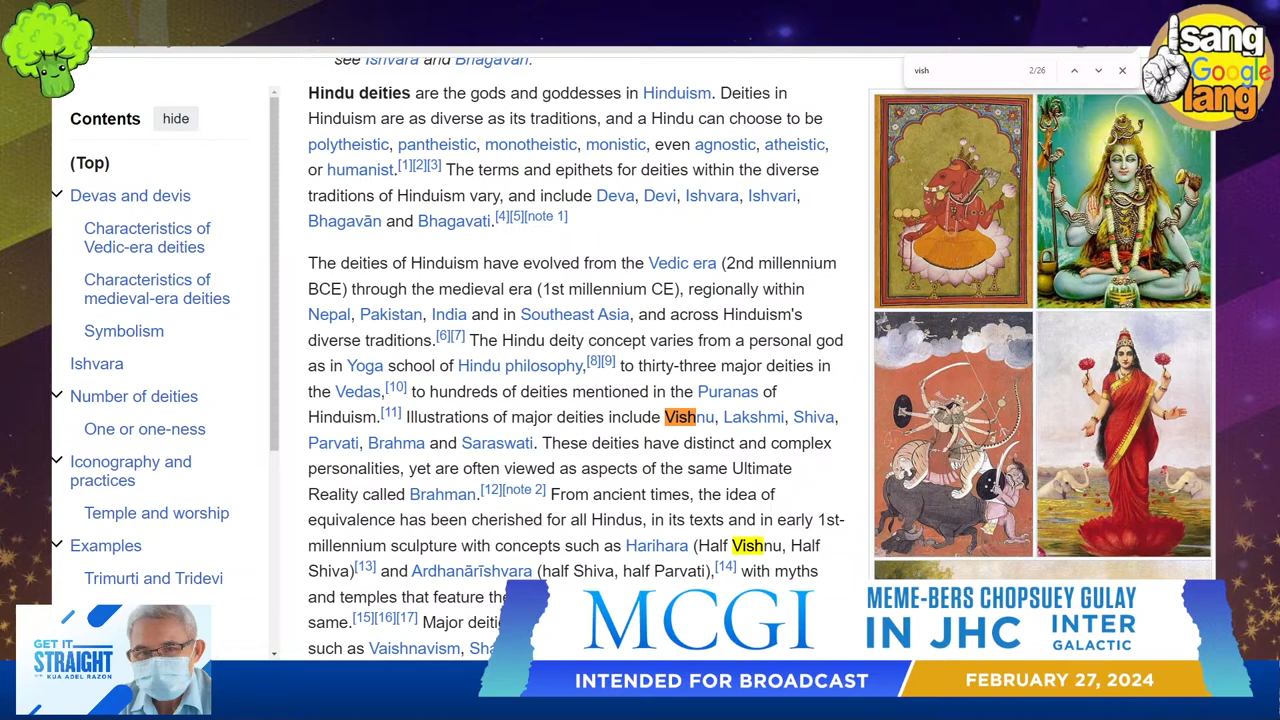 see Ishvara and Bhagavan.
vish 2/26
Isang
Google
lang
Contents hide
(Top)
Devas and devis
Characteristics of
Vedic-era deities
Characteristics of
medieval-era deities
Symbolism
Ishvara
Number of deities
One or one-ness
Iconography and
practices
Temple and worship
Examples
Trimurti and Tridevi
Hindu deities are the gods and goddesses in Hinduism. Deities in
Hinduism are as diverse as its traditions, and a Hindu can choose to be
polytheistic, pantheistic, monotheistic, monistic, even agnostic, atheistic,
or humanist.[1][2][3] The terms and epithets for deities within the diverse
traditions of Hinduism vary, and include Deva, Devi, Ishvara, Ishvari,
Bhagavān and Bhagavati.[4][5][note 1]
The deities of Hinduism have evolved from the Vedic era (2nd millennium
BCE) through the medieval era (1st millennium CE), regionally within
Nepal, Pakistan, India and in Southeast Asia, and across Hinduism's
diverse traditions.[6][7] The Hindu deity concept varies from a personal god
as in Yoga school of Hindu philosophy,[8][9] to thirty-three major deities in
the Vedas,[10] to hundreds of deities mentioned in the Puranas of
Hinduism.[11] Illustrations of major deities include Vishnu, Lakshmi, Shiva,
Parvati, Brahma and Saraswati. These deities have distinct and complex
personalities, yet are often viewed as aspects of the same Ultimate
Reality called Brahman.[12][note 2] From ancient times, the idea of
equivalence has been cherished for all Hindus, in its texts and in early 1st-
millennium sculpture with concepts such as Harihara (Half Vishnu, Half
Shiva)[13] and Ardhanārīshvara (half Shiva, half Parvati),[14] with myths
and temples that feature the
same.[15][16][17] Major deiti
such as Vaishnavism, Sha
GET IT
STRAIGHT
KUYA ADEL RAZON
MCGI
MEME-BERS CHOPSUEY GULAY
IN JHC INTER
GALACTIC
INTENDED FOR BROADCAST
FEBRUARY 27, 2024